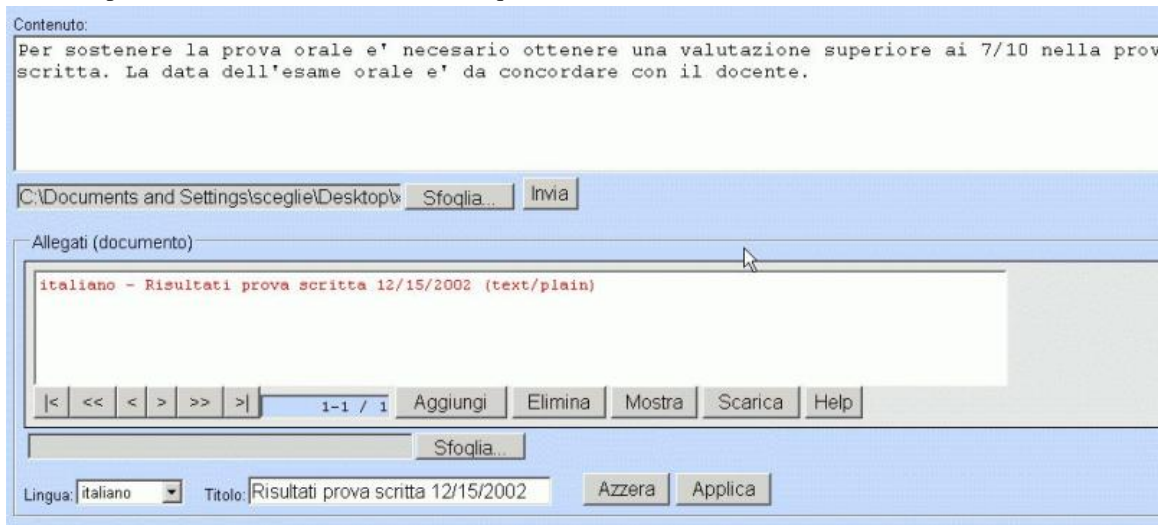 Contenuto:
Per sostenere la prova orale e' necesario ottenere una valutazione superiore ai 7/10 nella prov
scritta. La data dell'esame orale e' da concordare con il docente.
C:\Documents and Settings\sceglie\Desktop\x Sfoglia... Invia
Allegati (documento)
italiano - Risultati prova scritta 12/15/2002 (text/plain)
|< << < > >> >| 1-1 / 1 Aggiungi Elimina Mostra Scarica Help
Sfoglia...
Lingua: italiano Titolo: Risultati prova scritta 12/15/2002 Azzera Applica